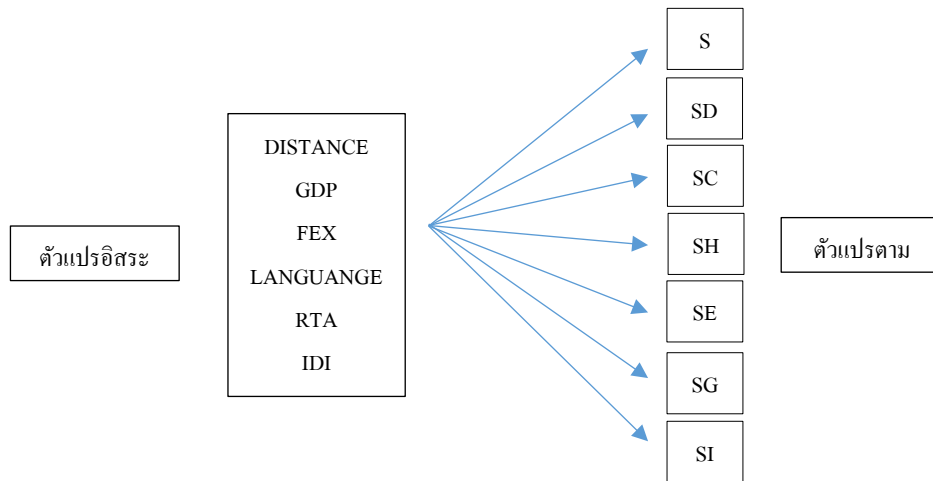 ตัวแปรอิสระ
DISTANCE
GDP
FEX
LANGUANGE
RTA
IDI
S
SD
SC
SH
SE
SG
SI
ตัวแปรตาม